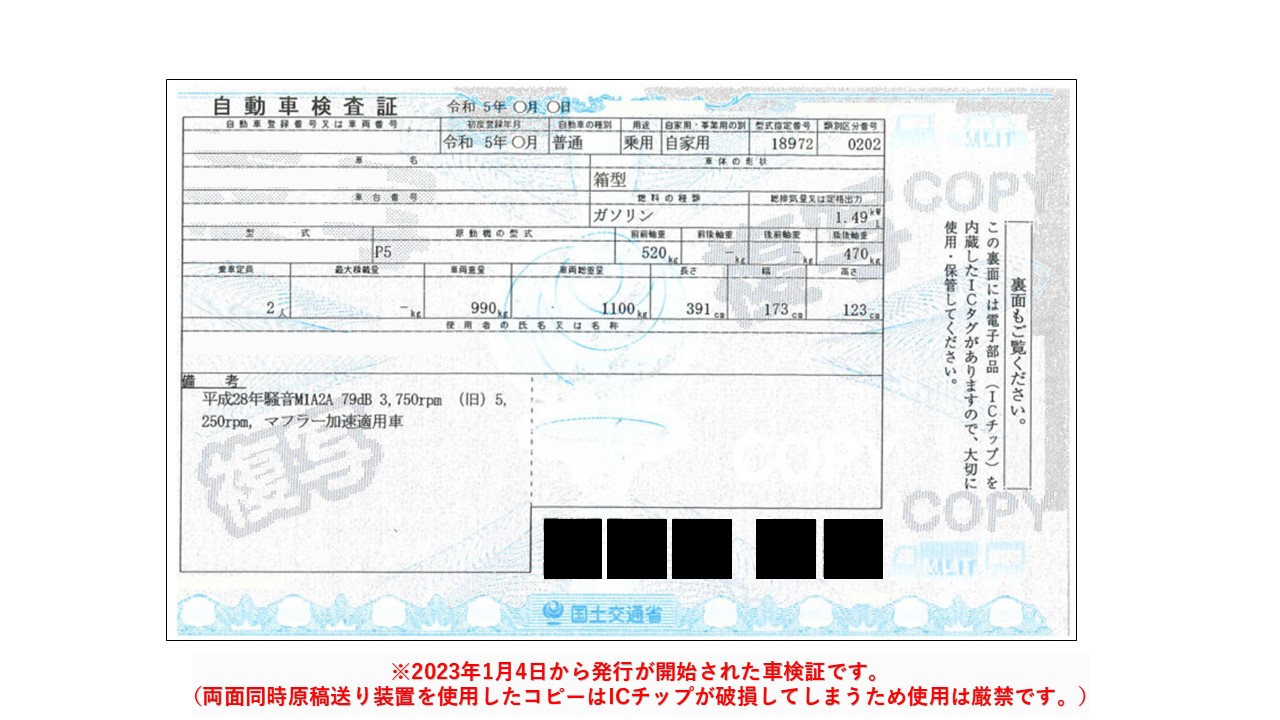 自動車検査証 令和 5年 〇月 〇日
自動車登録番号又は車両番号 初度登録年月 自動車の種別 用途 自家用・事業用の別 型式指定番号 類別区分番号
令和 5年 〇月 普通 乗用 自家用 18972 0202
車名 車体の形状
箱型
車台番号 燃料の種類 総排気量又は定格出力
ガソリン 1.49 kW L
型式 原動機の型式 前前軸重 前後軸重 後前軸重 後後軸重
P5 520kg -kg -kg 470kg
乗車定員 最大積載量 車両重量 車両総重量 長さ 幅 高さ
2人 -kg 990kg 1100kg 391cm 173cm 123cm
使用者の氏名又は名称
備考
平成28年騒音M1A2A 79dB 3,750rpm (旧) 5,
250rpm, マフラー加速適用車
裏面もご覧ください。
この裏面には電子部品(ICチップ)を
内蔵したICタグがありますので、大切に
使用・保管してください。
複写
COPY
複写
COPY
COPY
国土交通省
※2023年1月4日から発行が開始された車検証です。
(両面同時原稿送り装置を使用したコピーはICチップが破損してしまうため使用は厳禁です。)